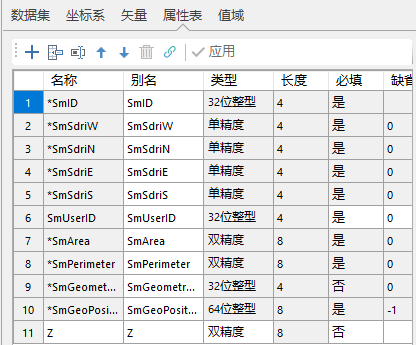 数据集 坐标系 矢量 属性表 值域
应用
名称 别名 类型 长度 必填 缺省
1 *SmID SmID 32位整型 4 是
2 *SmSdriW SmSdriW 单精度 4 是 0
3 *SmSdriN SmSdriN 单精度 4 是 0
4 *SmSdriE SmSdriE 单精度 4 是 0
5 *SmSdriS SmSdriS 单精度 4 是 0
6 SmUserID SmUserID 32位整型 4 是 0
7 *SmArea SmArea 双精度 8 是 0
8 *SmPerimeter SmPerimeter 双精度 8 是 0
9 *SmGeomet... SmGeometr... 32位整型 4 否 0
10 *SmGeoPosi... SmGeoPosit... 64位整型 8 是 -1
11 Z Z 双精度 8 否